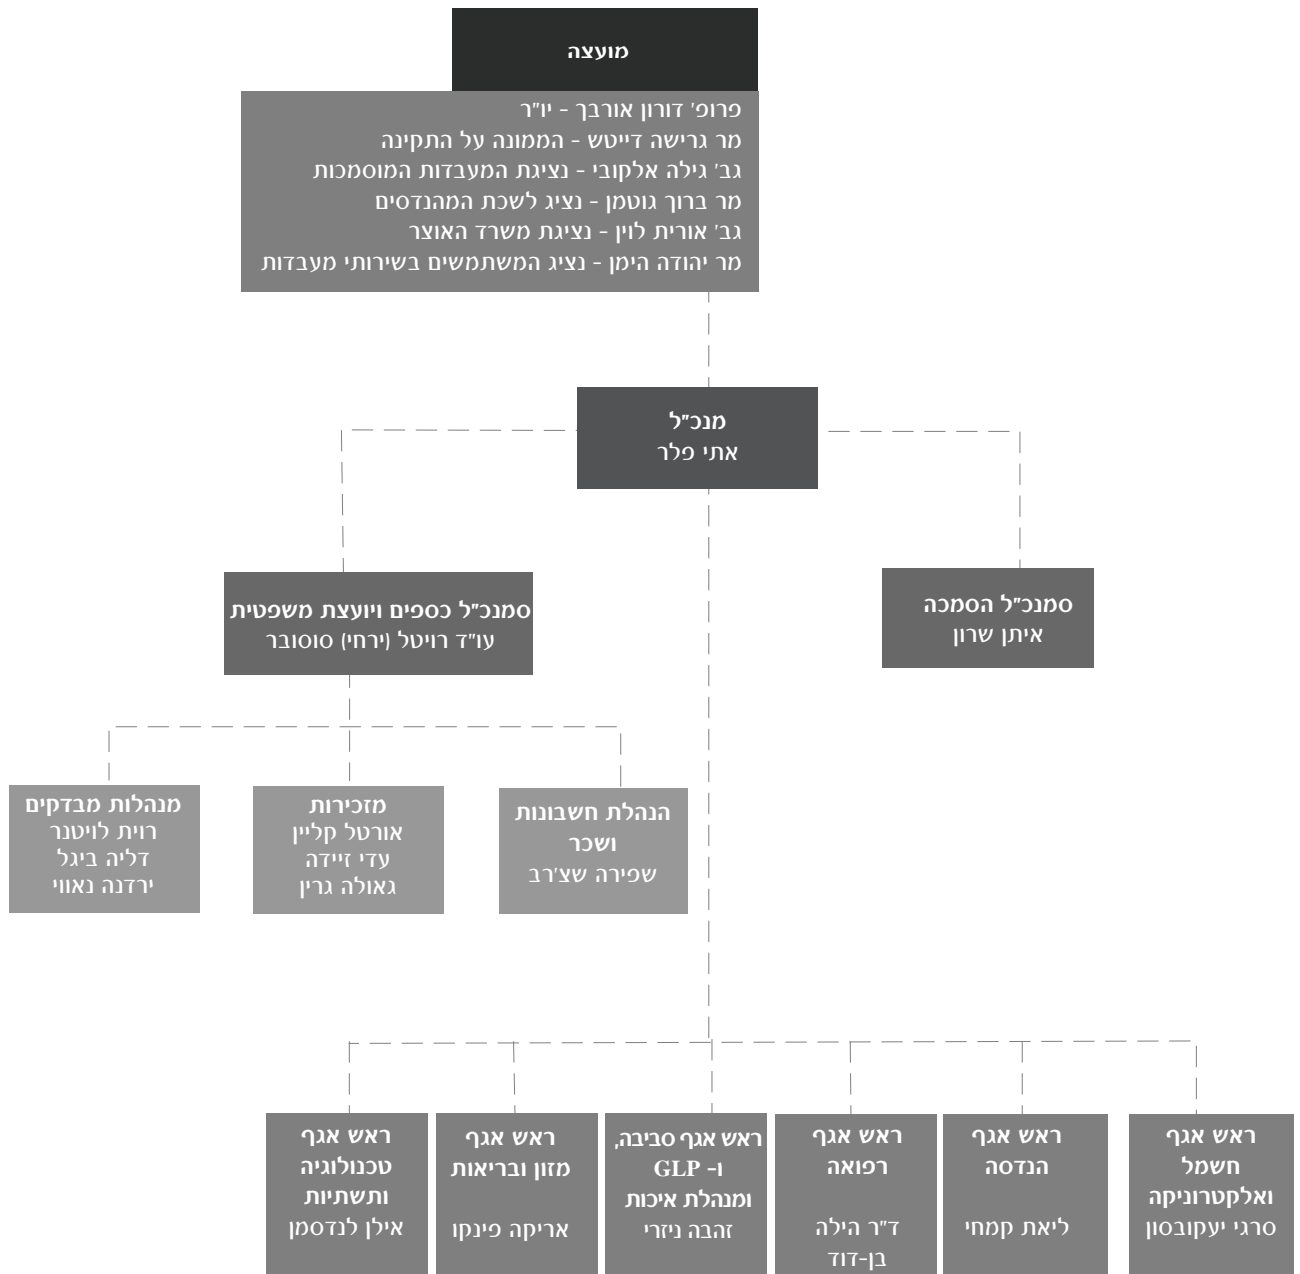 מועצה
פרופ' דורון אורבך - יו"ר
מר גרישה דייטש - הממונה על התקינה
גב' גילה אלקובי - נציגת המעבדות המוסמכות
מר ברוך גוטמן - נציג לשכת המהנדסים
גב' אורית לוין - נציגת משרד האוצר
מר יהודה הימן - נציג המשתמשים בשירותי מעבדות
מנכ"ל
אתי פלר
סמנכ"ל הסמכה
איתן שרון
סמנכ"ל כספים ויועצת משפטית
עו"ד רויטל (ירחי) סוסובר
הנהלת חשבונות
ושכר
שפירה שצ'רב
מזכירות
אורטל קליין
עדי זיידה
גאולה גרין
מנהלות מבדקים
רוית לויטנר
דליה ביגל
ירדנה נאווי
ראש אגף
חשמל
ואלקטרוניקה
סרגי יעקובסון
ראש אגף
הנדסה
ליאת קמחי
ראש אגף
רפואה
ד"ר הילה
בן-דוד
ראש אגף סביבה,
ו- GLP
ומנהלת איכות
זהבה ניזרי
ראש אגף
מזון ובריאות
אריקה פינקו
ראש אגף
טכנולוגיה
ותשתיות
אילן לנדסמן